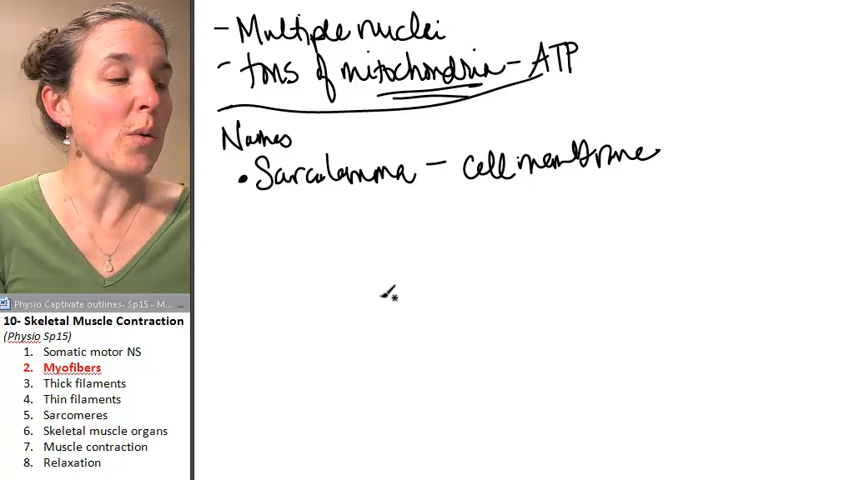 - Multiple nuclei
- tons of mitochondria - ATP
Names
• Sarcolemma - cell membrane
Physio Captivate outlines- Sp15 - M...
10- Skeletal Muscle Contraction
(Physio Sp15)
1. Somatic motor NS
2. Myofibers
3. Thick filaments
4. Thin filaments
5. Sarcomeres
6. Skeletal muscle organs
7. Muscle contraction
8. Relaxation